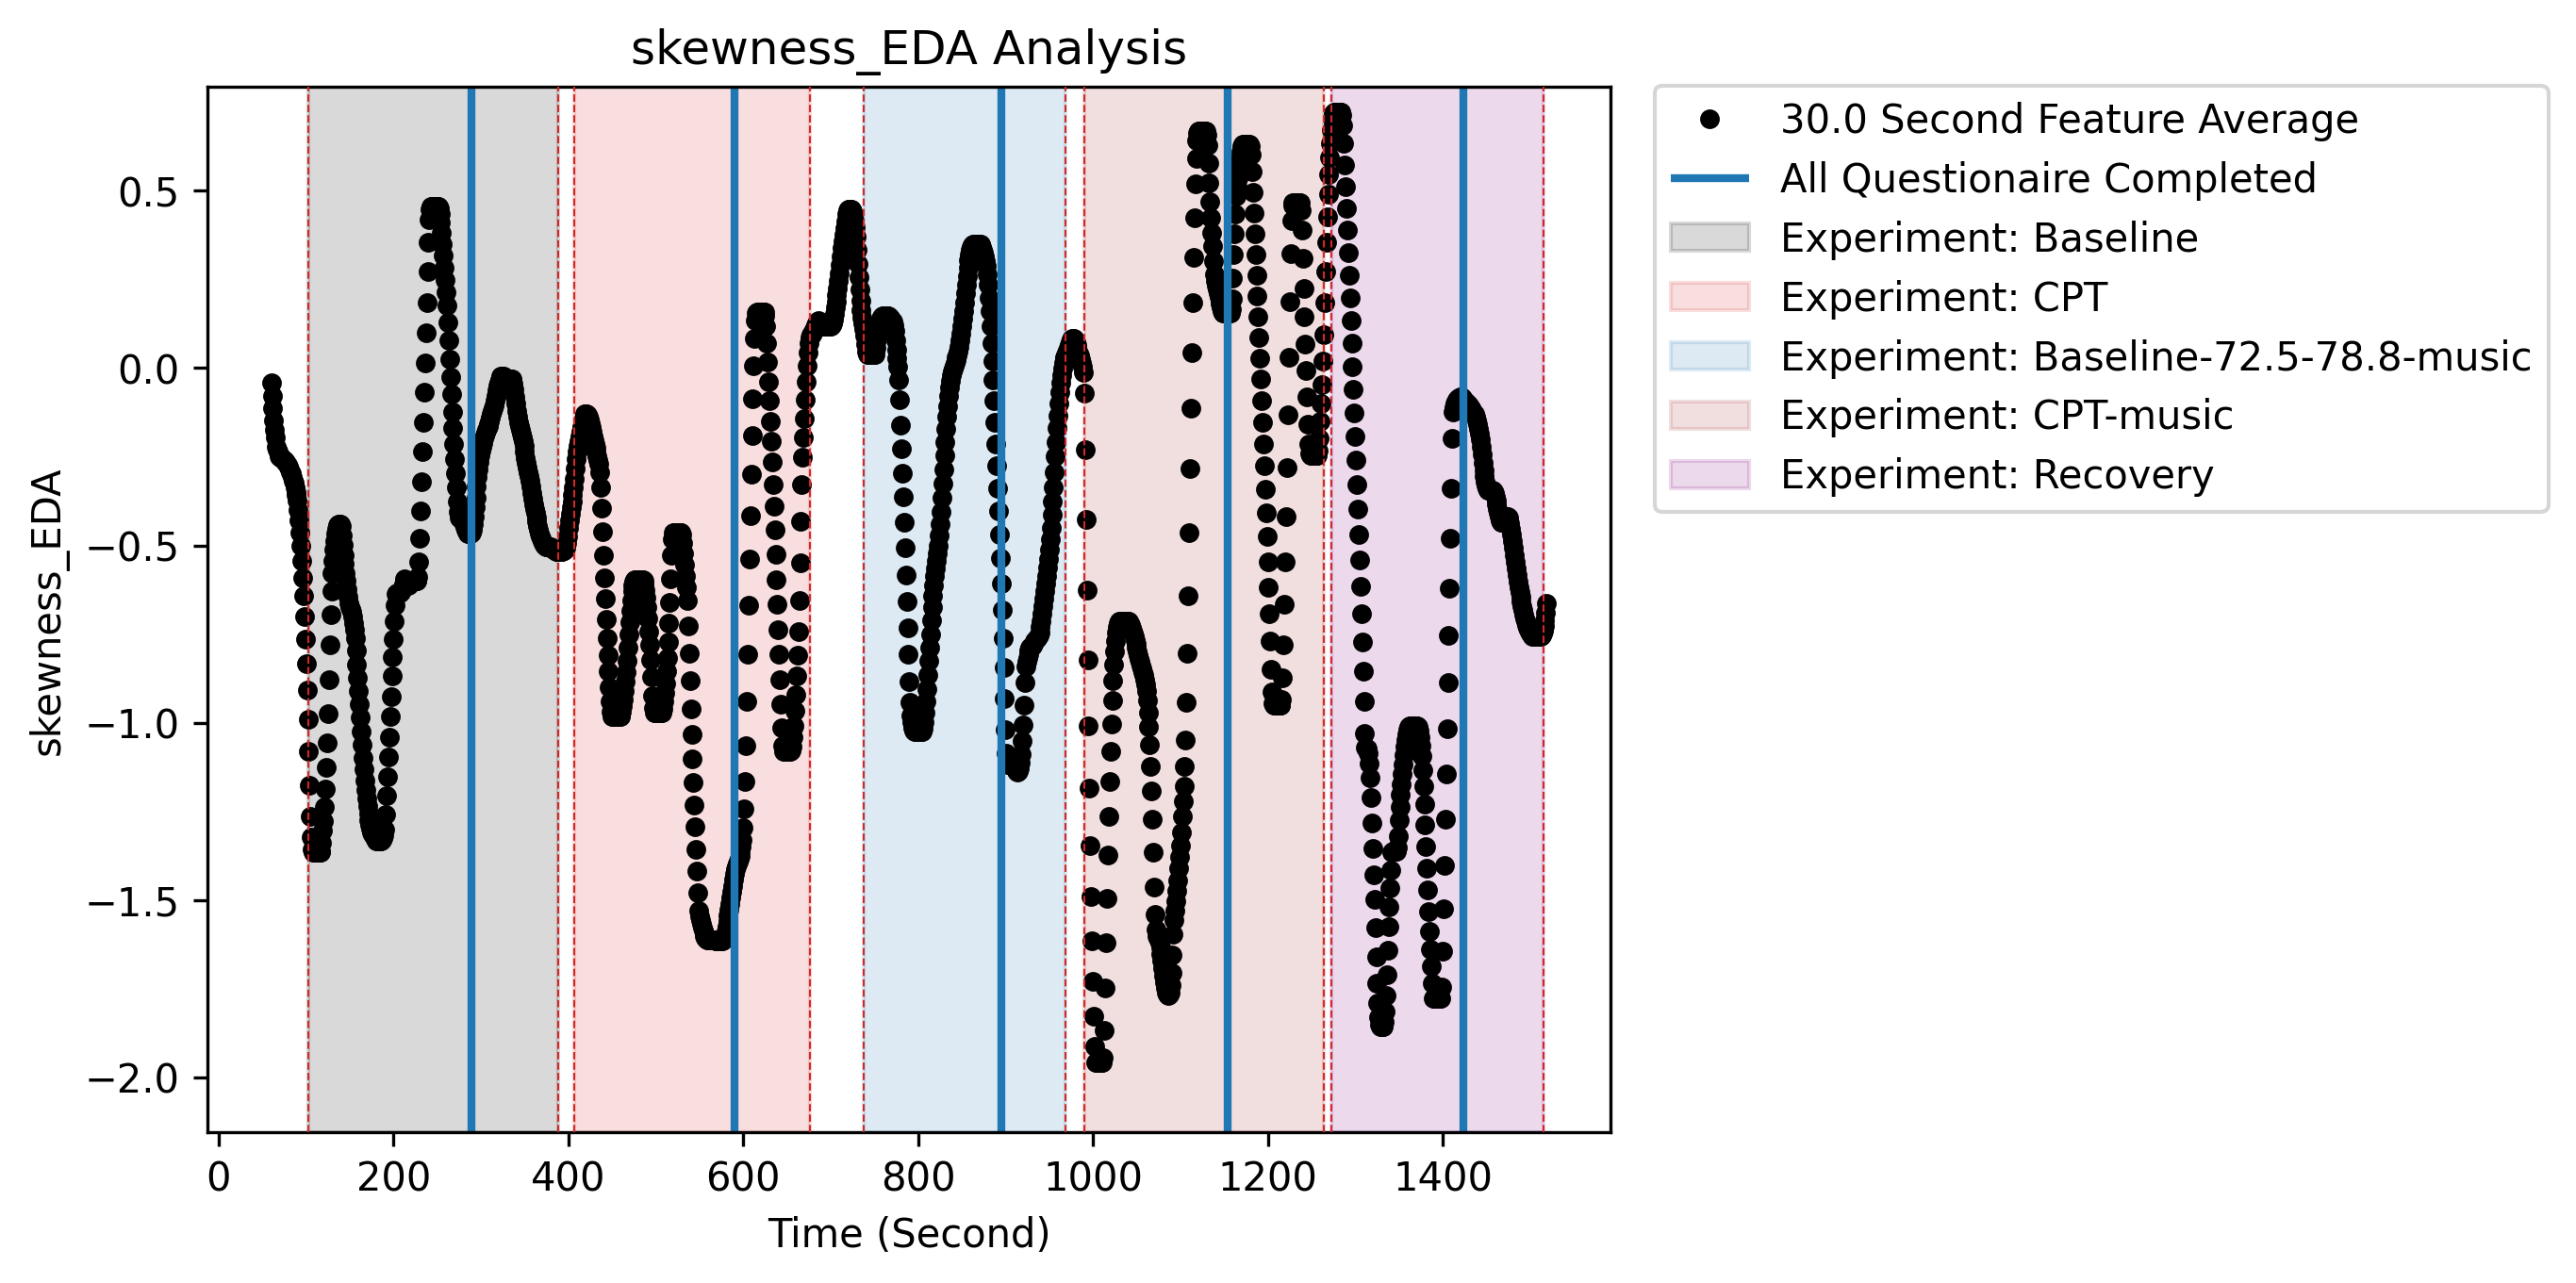 skewness_EDA Analysis
30.0 Second Feature Average
All Questionaire Completed
Experiment: Baseline
Experiment: CPT
Experiment: Baseline-72.5-78.8-music
Experiment: CPT-music
Experiment: Recovery
skewness_EDA
0.5
0.0
−0.5
−1.0
−1.5
−2.0
0 200 400 600 800 1000 1200 1400
Time (Second)